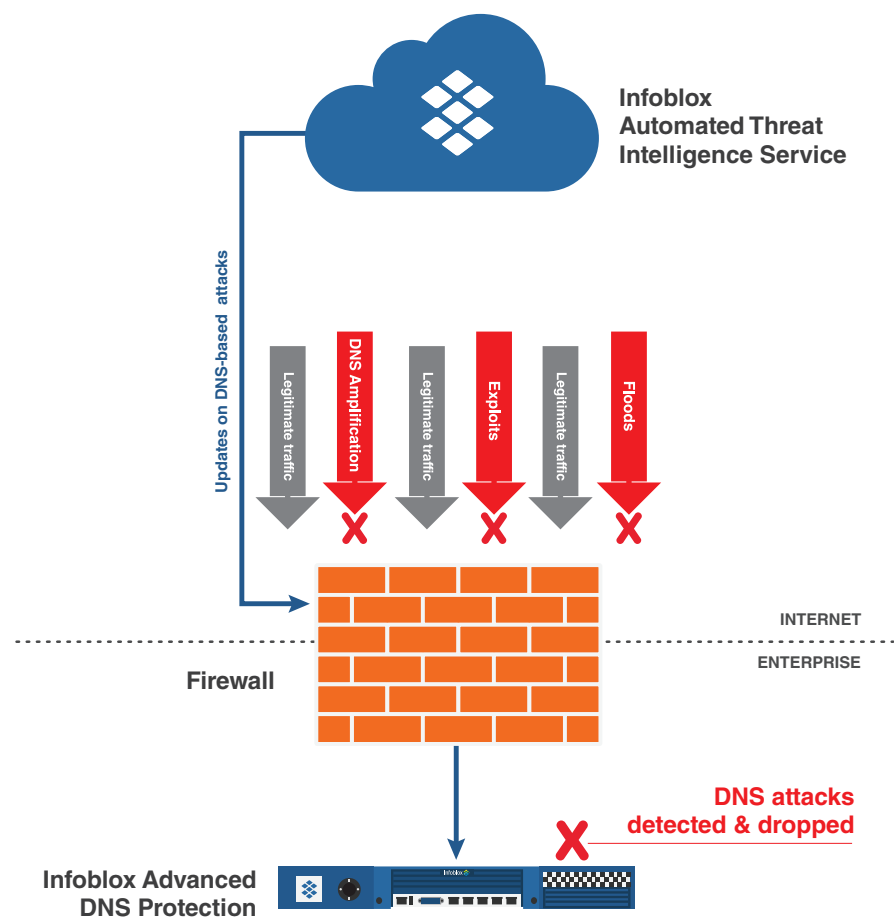 Infoblox
Automated Threat
Intelligence Service
Updates on DNS-based attacks
Legitimate traffic
DNS Amplification
Legitimate traffic
Exploits
Legitimate traffic
Floods
INTERNET
ENTERPRISE
Firewall
DNS attacks
detected & dropped
Infoblox Advanced
DNS Protection
Infoblox